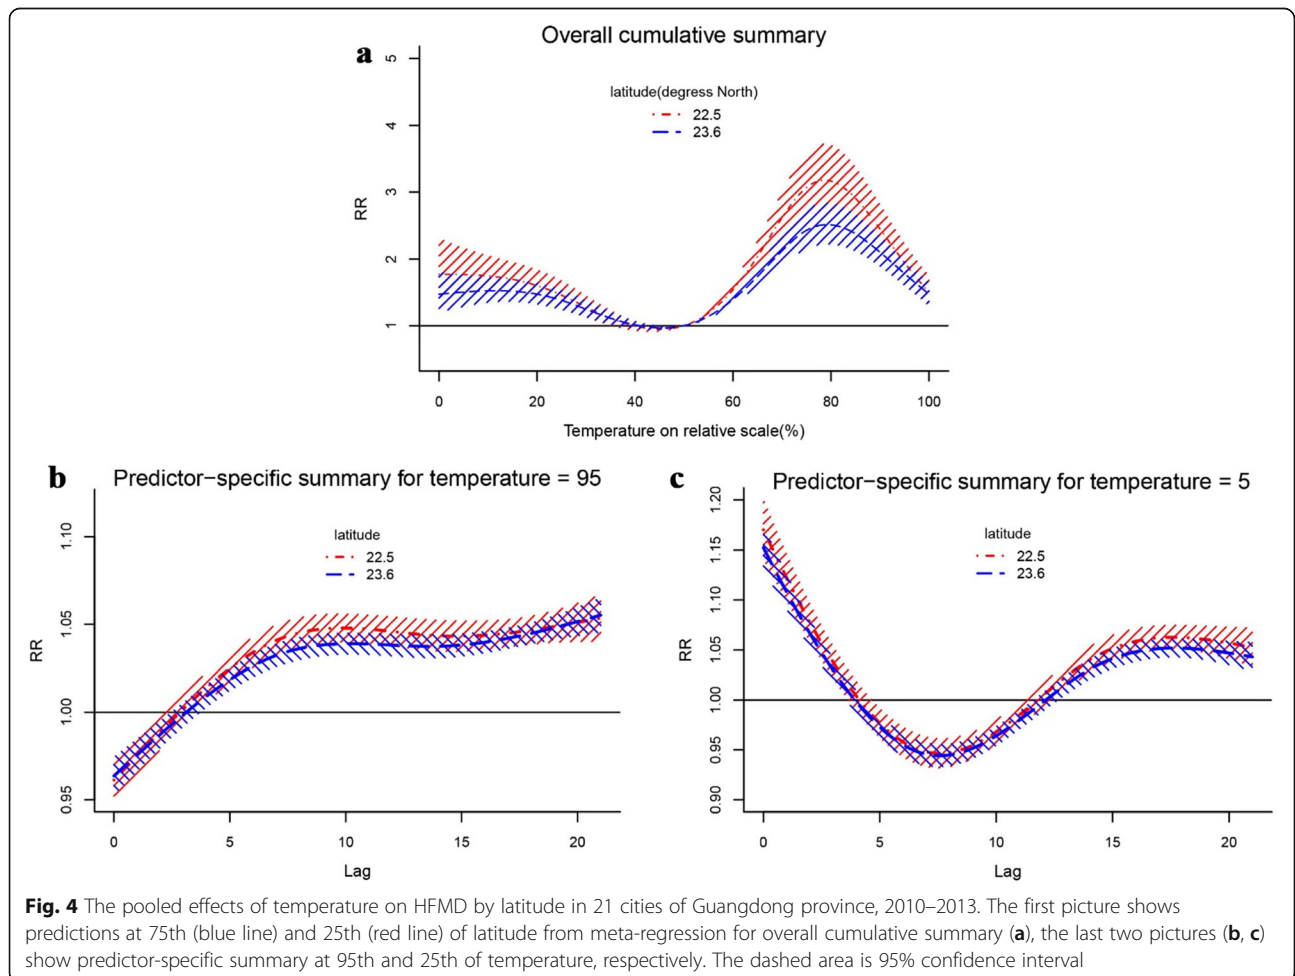 a
Overall cumulative summary
latitude(degress North)
22.5
23.6
RR
5
4
3
2
1
0 20 40 60 80 100
Temperature on relative scale(%)
b
Predictor-specific summary for temperature = 95
latitude
22.5
23.6
RR
1.10
1.05
1.00
0.95
0 5 10 15 20
Lag
c
Predictor-specific summary for temperature = 5
latitude
22.5
23.6
RR
1.20
1.15
1.10
1.05
1.00
0.95
0.90
0 5 10 15 20
Lag
Fig. 4 The pooled effects of temperature on HFMD by latitude in 21 cities of Guangdong province, 2010–2013. The first picture shows
predictions at 75th (blue line) and 25th (red line) of latitude from meta-regression for overall cumulative summary (a), the last two pictures (b, c)
show predictor-specific summary at 95th and 25th of temperature, respectively. The dashed area is 95% confidence interval